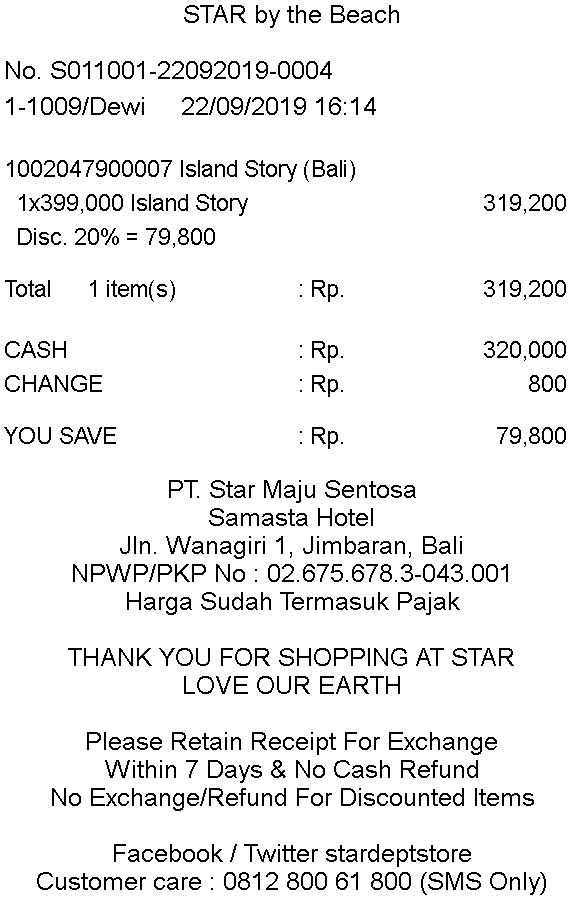 STAR by the Beach
No. S011001-22092019-0004
1-1009/Dewi 22/09/2019 16:14
1002047900007 Island Story (Bali)
1x399,000 Island Story 319,200
Disc. 20% = 79,800
Total 1 item(s) : Rp. 319,200
CASH : Rp. 320,000
CHANGE : Rp. 800
YOU SAVE : Rp. 79,800
PT. Star Maju Sentosa
Samasta Hotel
Jln. Wanagiri 1, Jimbaran, Bali
NPWP/PKP No : 02.675.678.3-043.001
Harga Sudah Termasuk Pajak
THANK YOU FOR SHOPPING AT STAR
LOVE OUR EARTH
Please Retain Receipt For Exchange
Within 7 Days & No Cash Refund
No Exchange/Refund For Discounted Items
Facebook / Twitter stardeptstore
Customer care : 0812 800 61 800 (SMS Only)